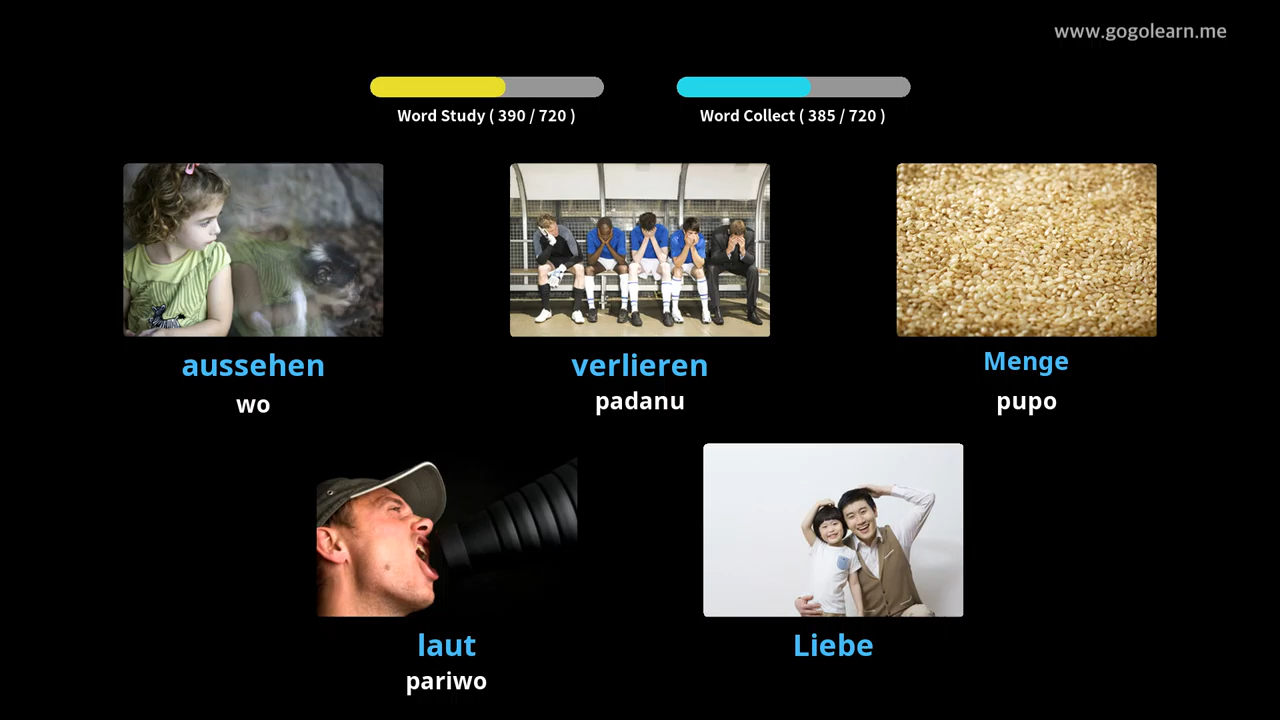 www.gogolearn.me
Word Study ( 390 / 720 )
Word Collect ( 385 / 720 )
aussehen
wo
verlieren
padanu
Menge
pupo
laut
pariwo
Liebe